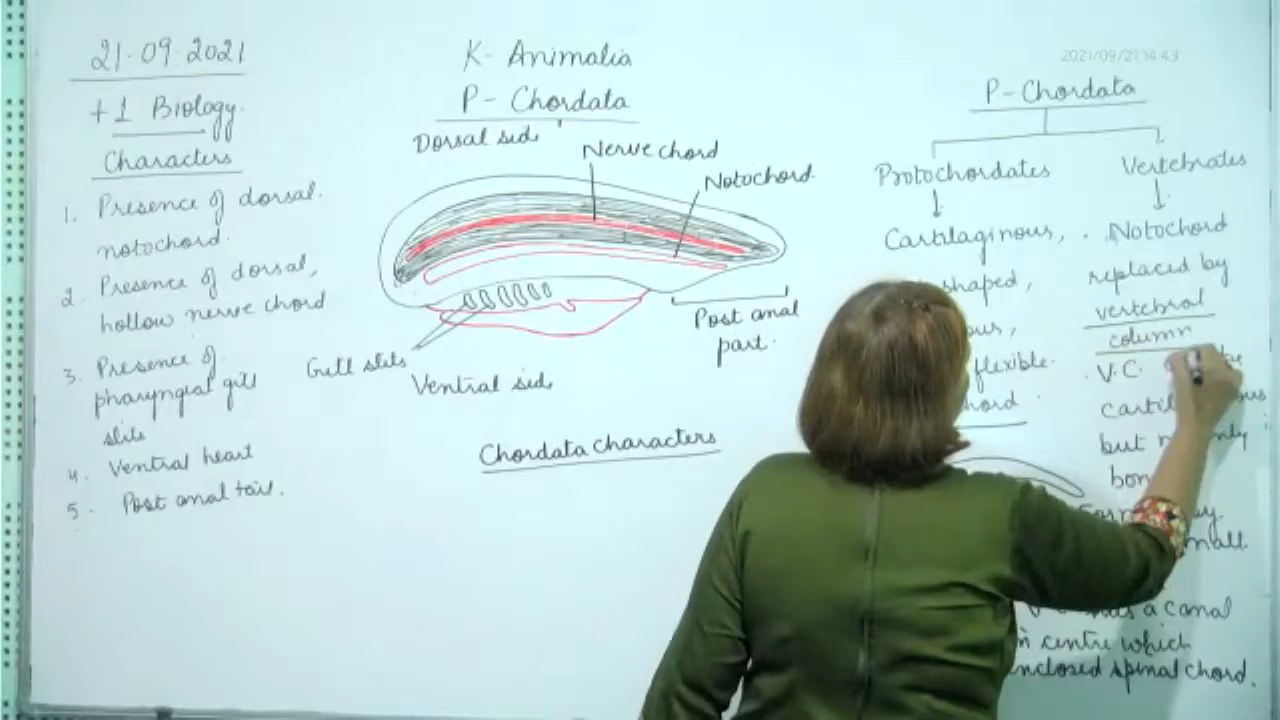 21.09.2021
+1 Biology.
Characters
1. Presence of dorsal.
notochord.
2. Presence of dorsal,
hollow nerve chord
3. Presence of
pharyngial gill
slits
4. Ventral heart
5. Post anal tail.
K- Animalia
P- Chordata
Dorsal side
Nerve chord
Notochord.
Gill slits
Ventral side
Post anal
part.
Chordata characters
2021/09/21 14:43
P- Chordata
Protochordates
Cartilaginous,
shaped,
flexible.
Vertebrates
Notochord
replaced by
vertebral
column
V.C.
but
mall.
a canal
in centre which
enclosed spinal chord.